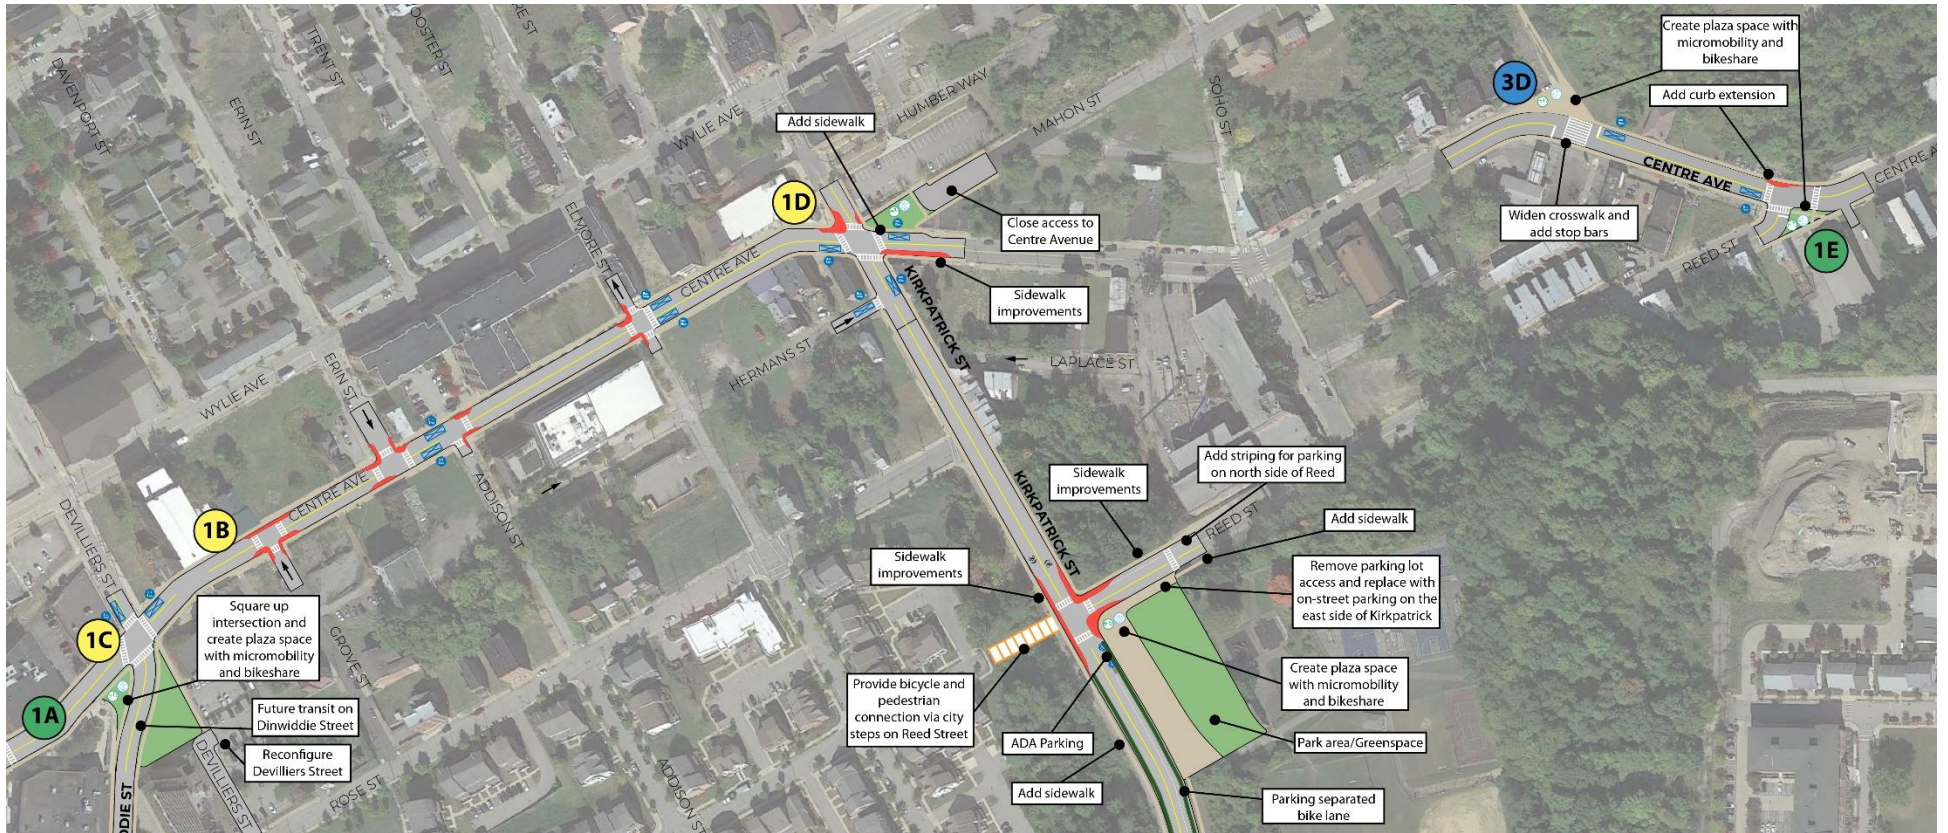 DAVENPORT ST
TRENT ST
OOSTER ST
RE ST
ERIN ST
WYLIE AVE
HUMBER WAY
MAHON ST
SOHO ST
Add sidewalk
1D
Close access to
Centre Avenue
Sidewalk
improvements
ELMORE ST
CENTRE AVE
KIRKPATRICK ST
HERMANS ST
LAPLACE ST
3D
Create plaza space with
micromobility and
bikeshare
Add curb extension
CENTRE AVE
CENTRE A
Widen crosswalk and
add stop bars
REED ST
1E
WYLIE AVE
ERIN ST
ADDISON ST
CENTRE AVE
1B
DEVILLIERS ST
1C
1A
Square up
intersection and
create plaza space
with micromobility
and bikeshare
Future transit on
Dinwiddie Street
Reconfigure
Devilliers Street
DDIE ST
DEVILLIERS ST
GROVE ST
ROSE ST
ADDISON ST
KIRKPATRICK ST
Sidewalk
improvements
Sidewalk
improvements
Add striping for parking
on north side of Reed
REED ST
Add sidewalk
Remove parking lot
access and replace with
on-street parking on the
east side of Kirkpatrick
Create plaza space
with micromobility
and bikeshare
Park area/Greenspace
Provide bicycle and
pedestrian
connection via city
steps on Reed Street
ADA Parking
Add sidewalk
Parking separated
bike lane